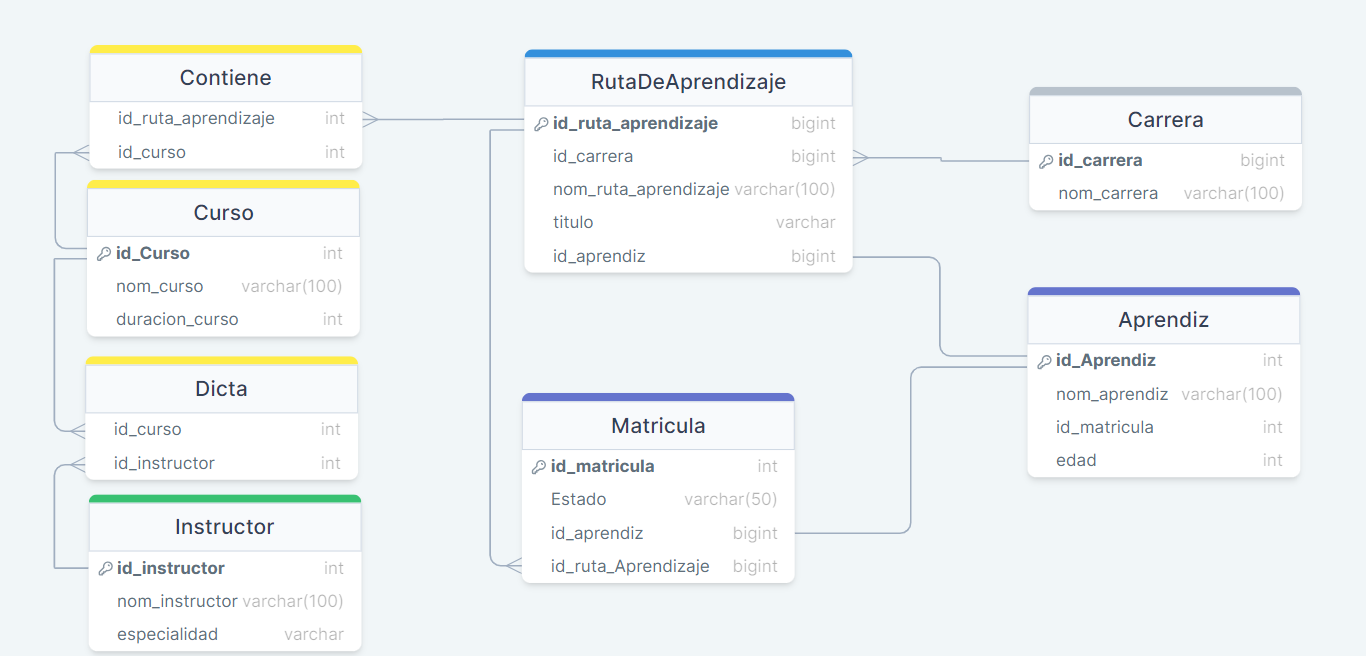 Contiene
id_ruta_aprendizaje int
id_curso int
Curso
id_Curso int
nom_curso varchar(100)
duracion_curso int
Dicta
id_curso int
id_instructor int
Instructor
id_instructor int
nom_instructor varchar(100)
especialidad varchar
RutaDeAprendizaje
id_ruta_aprendizaje bigint
id_carrera bigint
nom_ruta_aprendizaje varchar(100)
titulo varchar
id_aprendiz bigint
Matricula
id_matricula int
Estado varchar(50)
id_aprendiz bigint
id_ruta_Aprendizaje bigint
Carrera
id_carrera bigint
nom_carrera varchar(100)
Aprendiz
id_Aprendiz int
nom_aprendiz varchar(100)
id_matricula int
edad int